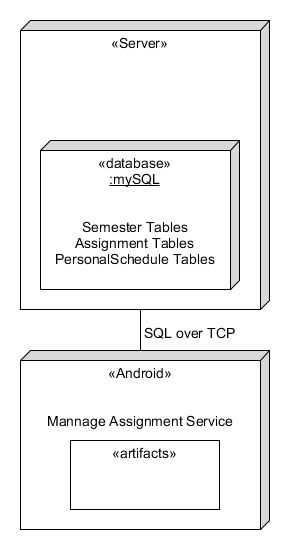 «Server»
«database»
:mySQL
Semester Tables
Assignment Tables
PersonalSchedule Tables
SQL over TCP
«Android»
Mannage Assignment Service
«artifacts»